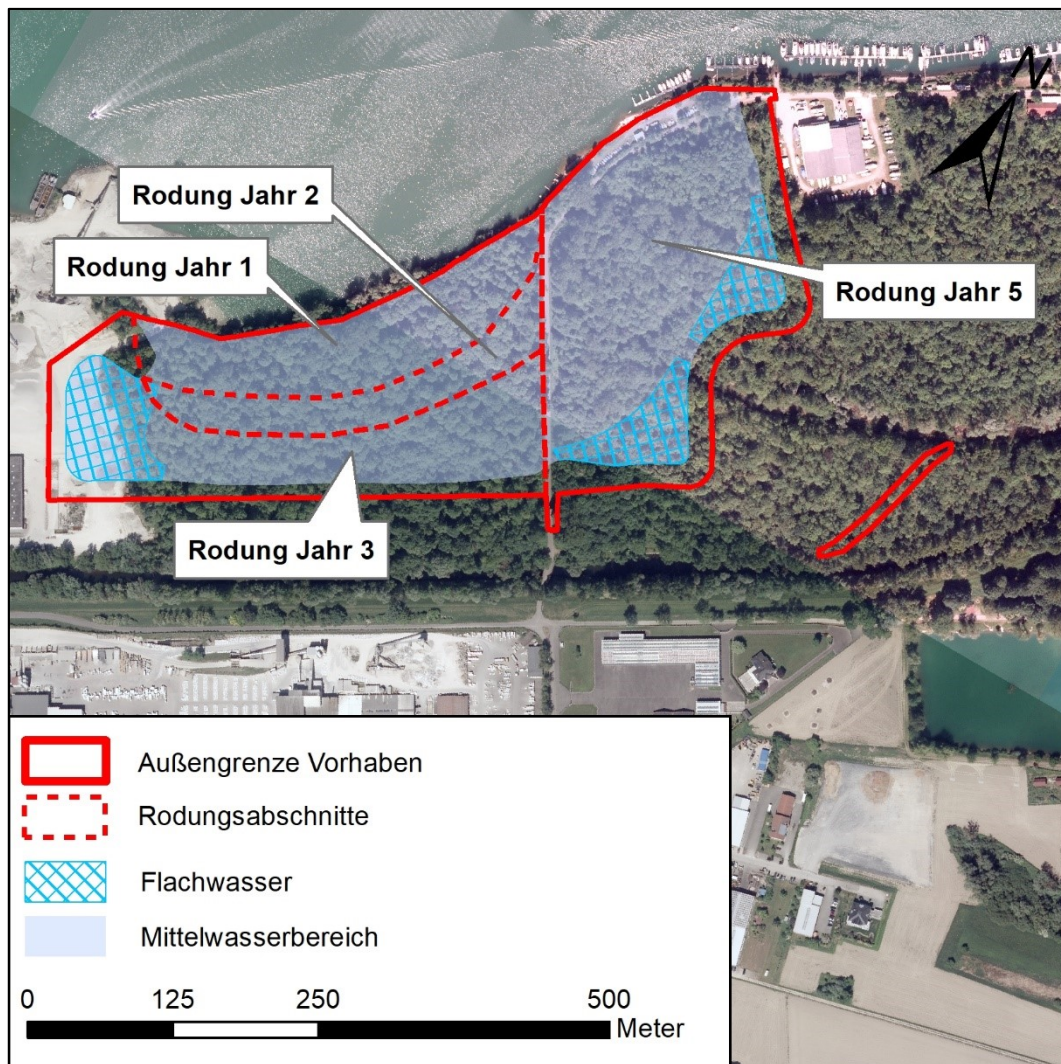 N
Rodung Jahr 2
Rodung Jahr 1
Rodung Jahr 5
Rodung Jahr 3
Außengrenze Vorhaben
Rodungsabschnitte
Flachwasser
Mittelwasserbereich
0 125 250 500
Meter